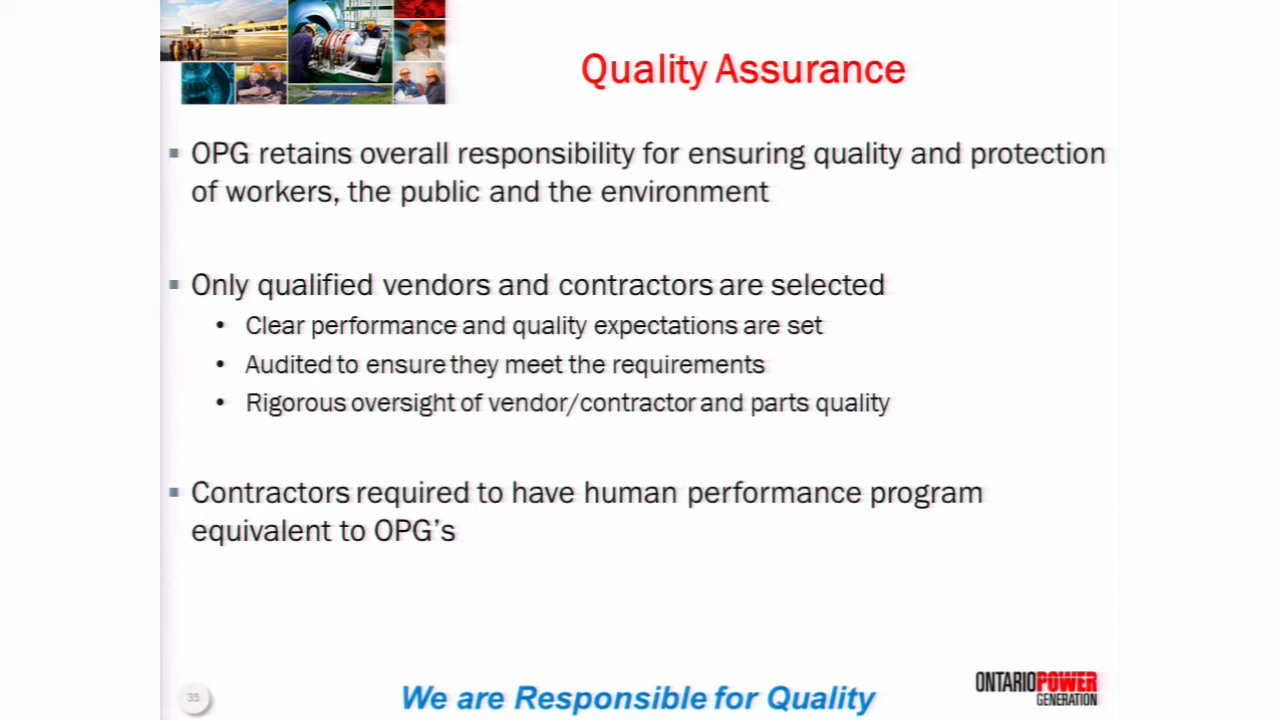 Quality Assurance
OPG retains overall responsibility for ensuring quality and protection
of workers, the public and the environment
Only qualified vendors and contractors are selected
Clear performance and quality expectations are set
Audited to ensure they meet the requirements
Rigorous oversight of vendor/contractor and parts quality
Contractors required to have human performance program
equivalent to OPG's
35
We are Responsible for Quality
ONTARIOPOWER
GENERATION